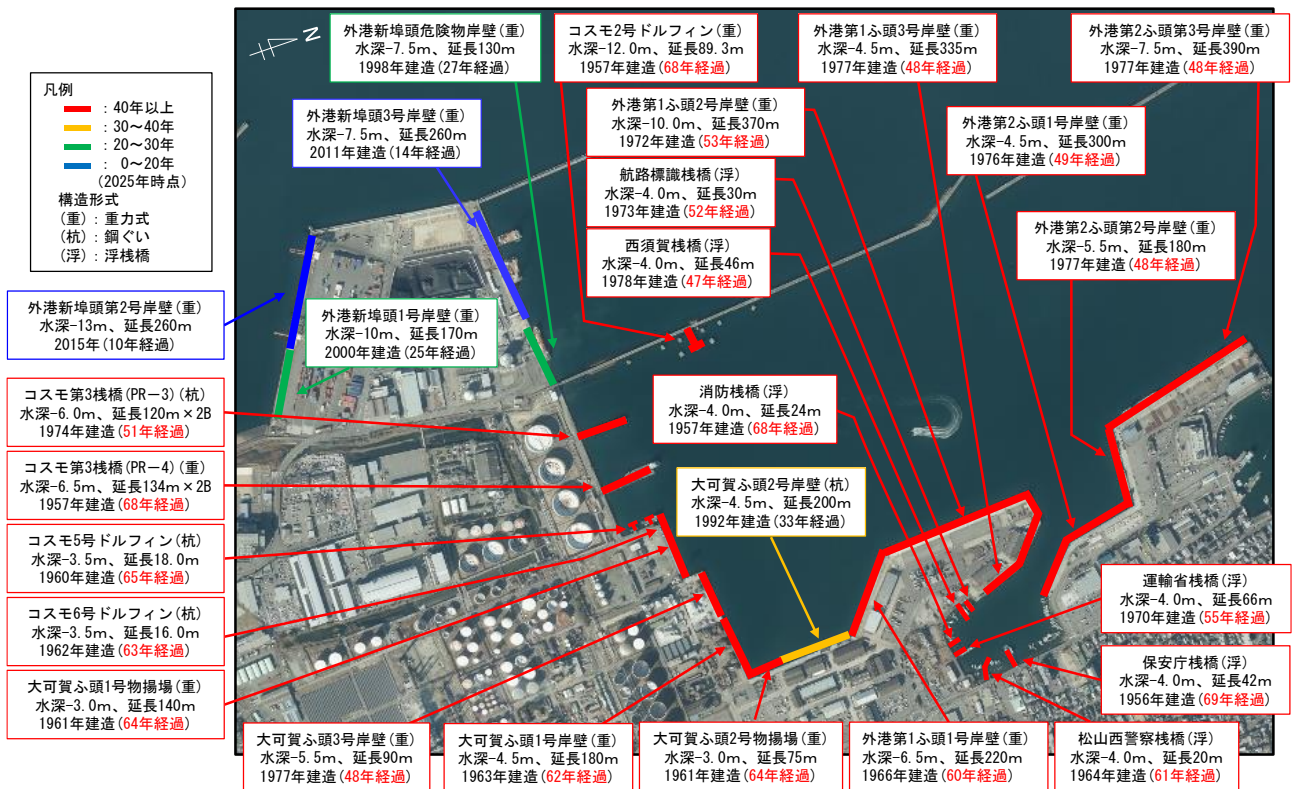 外港新埠頭危険物岸壁(重)
水深-7.5m、延長130m
1998年建造(27年経過)
コスモ2号ドルフィン(重)
水深-12.0m、延長89.3m
1957年建造(68年経過)
外港第1ふ頭3号岸壁(重)
水深-4.5m、延長335m
1977年建造(48年経過)
外港第2ふ頭第3号岸壁(重)
水深-7.5m、延長390m
1977年建造(48年経過)
N
凡例
：40年以上
：30～40年
：20～30年
：0～20年
(2025年時点)
構造形式
(重)：重力式
(杭)：鋼ぐい
(浮)：浮桟橋
外港新埠頭3号岸壁(重)
水深-7.5m、延長260m
2011年建造(14年経過)
外港第1ふ頭2号岸壁(重)
水深-10.0m、延長370m
1972年建造(53年経過)
外港第2ふ頭1号岸壁(重)
水深-4.5m、延長300m
1976年建造(49年経過)
航路標識桟橋(浮)
水深-4.0m、延長30m
1973年建造(52年経過)
西須賀桟橋(浮)
水深-4.0m、延長46m
1978年建造(47年経過)
外港第2ふ頭第2号岸壁(重)
水深-5.5m、延長180m
1977年建造(48年経過)
外港新埠頭第2号岸壁(重)
水深-13m、延長260m
2015年(10年経過)
外港新埠頭1号岸壁(重)
水深-10m、延長170m
2000年建造(25年経過)
コスモ第3桟橋(PR-3)(杭)
水深-6.0m、延長120m×2B
1974年建造(51年経過)
消防桟橋(浮)
水深-4.0m、延長24m
1957年建造(68年経過)
コスモ第3桟橋(PR-4)(重)
水深-6.5m、延長134m×2B
1957年建造(68年経過)
大可賀ふ頭2号岸壁(杭)
水深-4.5m、延長200m
1992年建造(33年経過)
コスモ5号ドルフィン(杭)
水深-3.5m、延長18.0m
1960年建造(65年経過)
コスモ6号ドルフィン(杭)
水深-3.5m、延長16.0m
1962年建造(63年経過)
運輸省桟橋(浮)
水深-4.0m、延長66m
1970年建造(55年経過)
大可賀ふ頭1号物揚場(重)
水深-3.0m、延長140m
1961年建造(64年経過)
保安庁桟橋(浮)
水深-4.0m、延長42m
1956年建造(69年経過)
大可賀ふ頭3号岸壁(重)
水深-5.5m、延長90m
1977年建造(48年経過)
大可賀ふ頭1号岸壁(重)
水深-4.5m、延長180m
1963年建造(62年経過)
大可賀ふ頭2号物揚場(重)
水深-3.0m、延長75m
1961年建造(64年経過)
外港第1ふ頭1号岸壁(重)
水深-6.5m、延長220m
1966年建造(60年経過)
松山西警察桟橋(浮)
水深-4.0m、延長20m
1964年建造(61年経過)